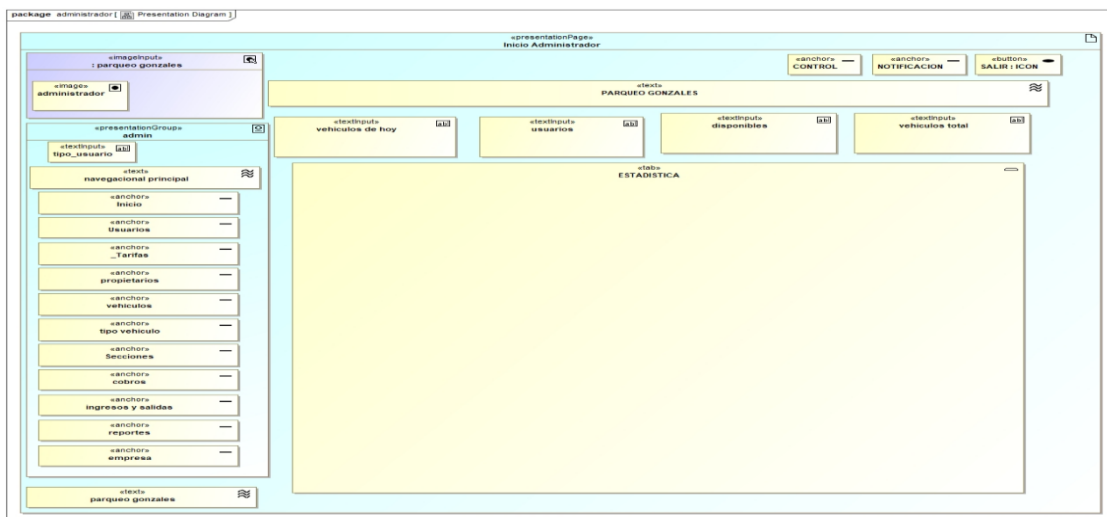 package administrador [ Presentation Diagram ]
«presentationPage»
Inicio Administrador
«imageInput»
: parqueo gonzales
«image»
administrador
«anchor»
CONTROL
«anchor»
NOTIFICACION
«button»
SALIR : ICON
«text»
PARQUEO GONZALES
«presentationGroup»
admin
«textInput»
tipo_usuario
«textInput»
vehiculos de hoy
«textInput»
usuarios
«textInput»
disponibles
«textInput»
vehiculos total
«text»
navegacional principal
«tab»
ESTADISTICA
«anchor»
Inicio
«anchor»
Usuarios
«anchor»
_Tarifas
«anchor»
propietarios
«anchor»
vehiculos
«anchor»
tipo vehiculo
«anchor»
Secciones
«anchor»
cobros
«anchor»
ingresos y salidas
«anchor»
reportes
«anchor»
empresa
«text»
parqueo gonzales